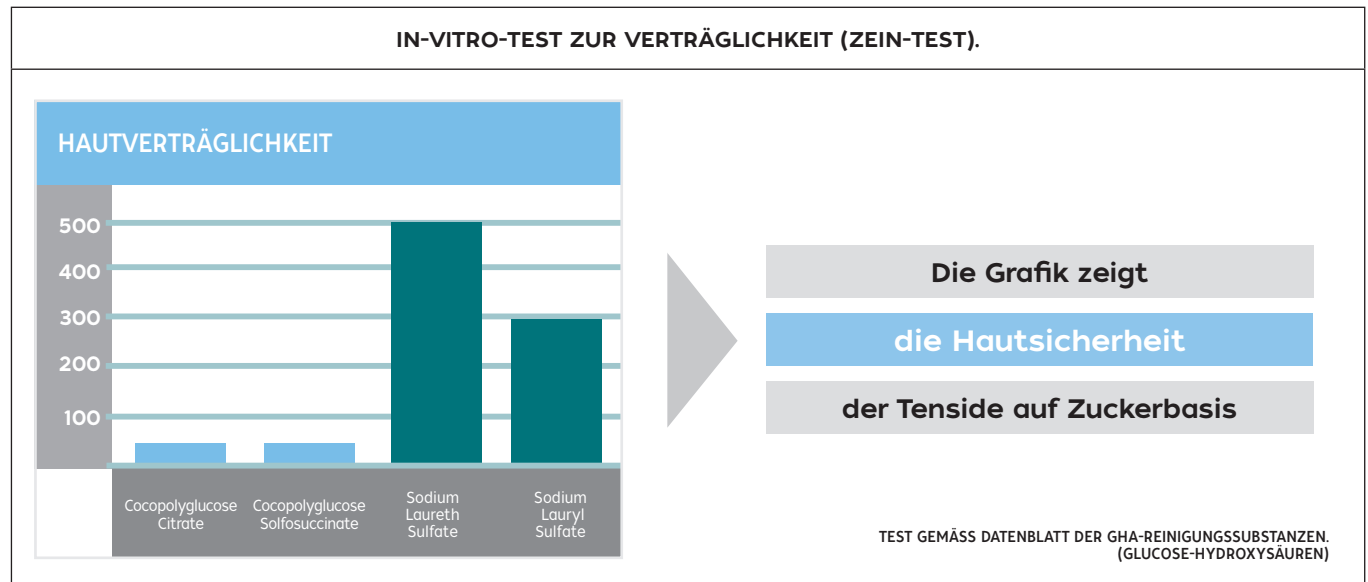 IN-VITRO-TEST ZUR VERTRÄGLICHKEIT (ZEIN-TEST).
HAUTVERTRÄGLICHKEIT
500
400
300
200
100
Cocopolyglucose
Citrate
Cocopolyglucose
Solfosuccinate
Sodium
Laureth
Sulfate
Sodium
Lauryl
Sulfate
Die Grafik zeigt
die Hautsicherheit
der Tenside auf Zuckerbasis
TEST GEMÄSS DATENBLATT DER GHA-REINIGUNGSSUBSTANZEN.
(GLUCOSE-HYDROXYSÄUREN)